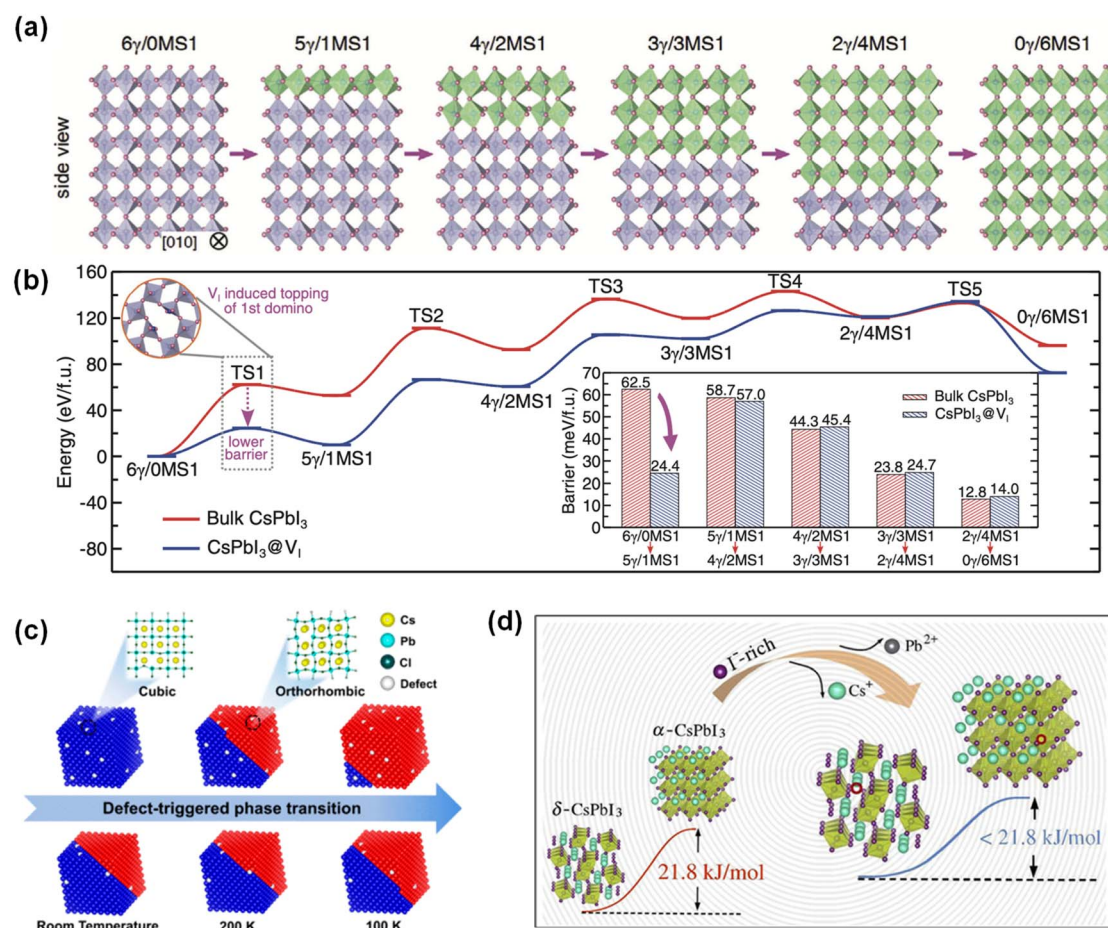 (a)
6γ/0MS1 5γ/1MS1 4γ/2MS1 3γ/3MS1 2γ/4MS1 0γ/6MS1
side view
[010]
(b)
160
120
80
40
0
-40
-80
Energy (eV/f.u.)
V_I induced topping
of 1st domino
TS1
lower
barrier
TS2
TS3
TS4
TS5
6γ/0MS1
5γ/1MS1
4γ/2MS1
3γ/3MS1
2γ/4MS1
0γ/6MS1
Bulk CsPbI₃
CsPbI₃@V_I
Barrier (meV/f.u.)
70
60
50
40
30
20
10
0
62.5 24.4 58.7 57.0 44.3 45.4 23.8 24.7 12.8 14.0
Bulk CsPbI₃
CsPbI₃@V_I
6γ/0MS1 5γ/1MS1 4γ/2MS1 3γ/3MS1 2γ/4MS1
5γ/1MS1 4γ/2MS1 3γ/3MS1 2γ/4MS1 0γ/6MS1
(c)
Cubic
Orthorhombic
Cs
Pb
Cl
Defect
Defect-triggered phase transition
Room Temperature 200 K 100 K
(d)
I⁻-rich
Pb²⁺
Cs⁺
α-CsPbI₃
δ-CsPbI₃
21.8 kJ/mol
< 21.8 kJ/mol